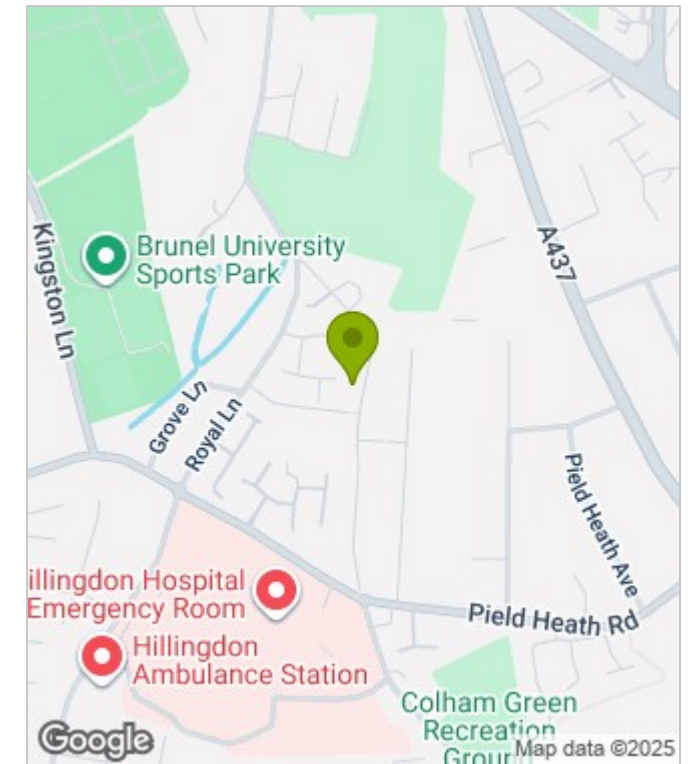 Kingston Ln
Brunel University
Sports Park
A437
Grove Ln
Royal Ln
Pield Heath Ave
illingdon Hospital
Emergency Room
Pield Heath Rd
Hillingdon
Ambulance Station
Colham Green
Recreation
Google
Map data ©2025